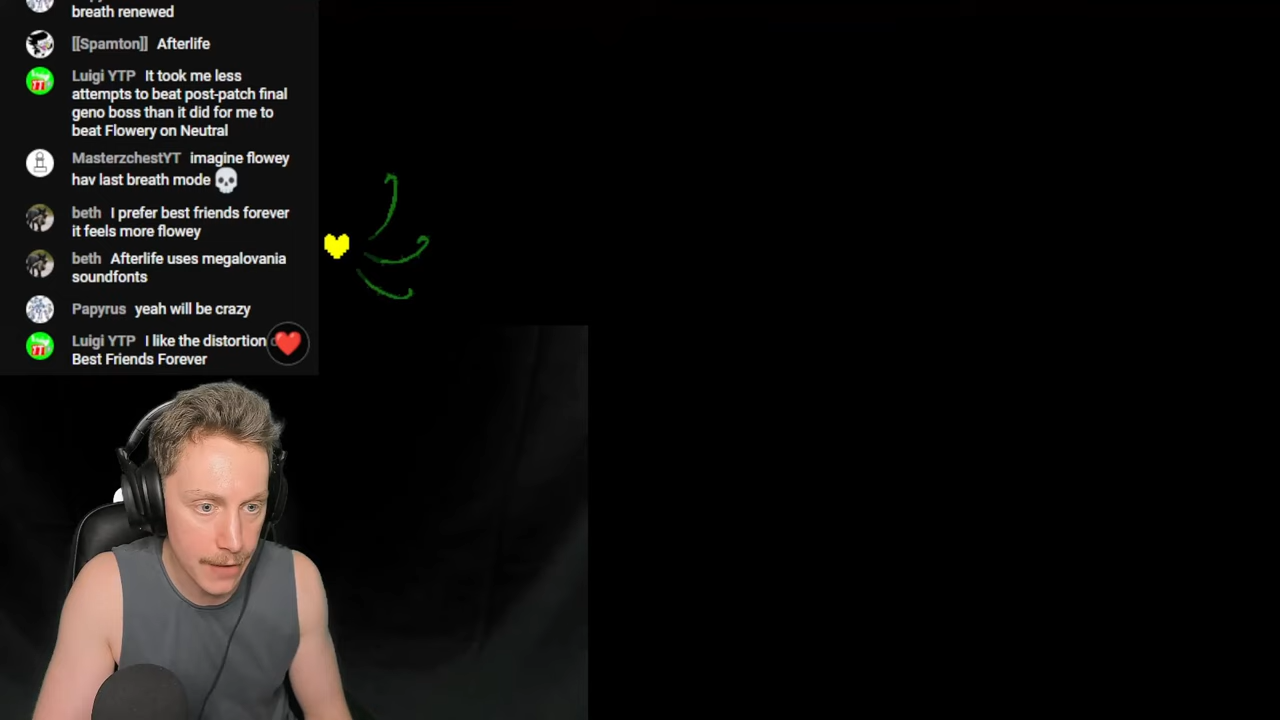 breath renewed
[[Spamton]] Afterlife
Luigi YTP It took me less
attempts to beat post-patch final
geno boss than it did for me to
beat Flowery on Neutral
MasterzchestYT imagine flowey
hav last breath mode 💀
beth I prefer best friends forever
it feels more flowey
beth Afterlife uses megalovania
soundfonts
Papyrus yeah will be crazy
Luigi YTP I like the distortion
Best Friends Forever